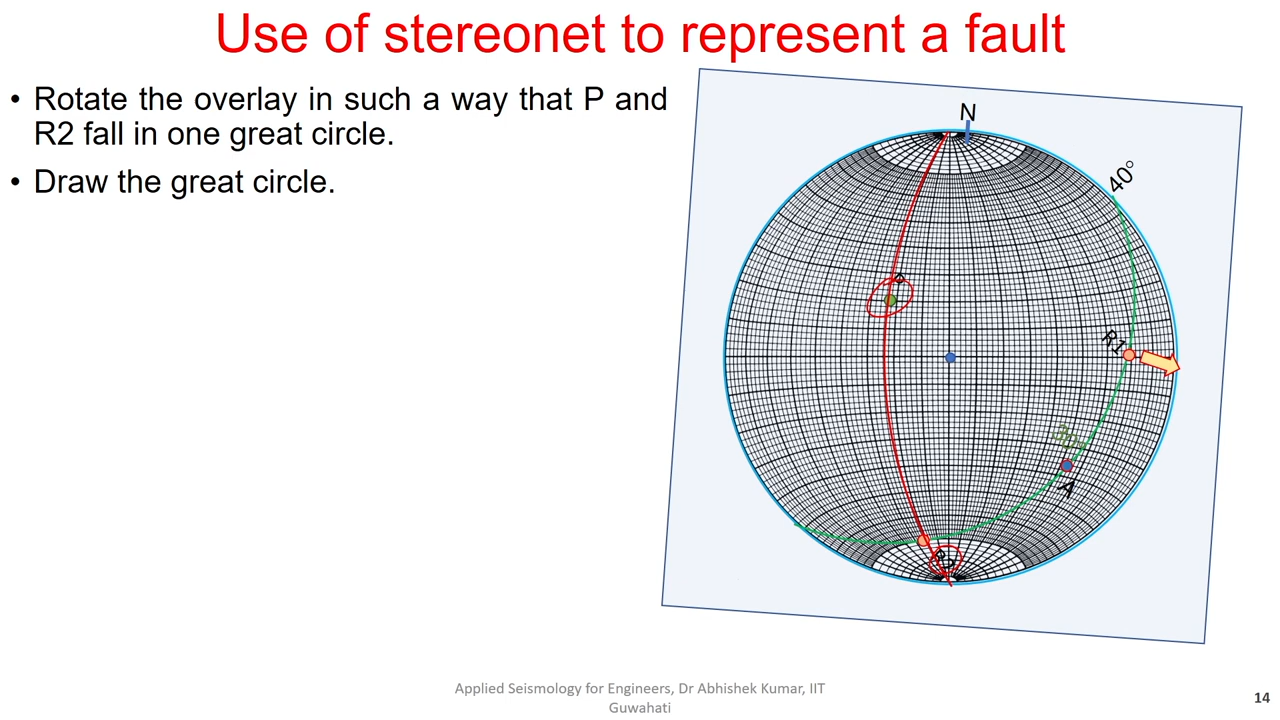 Use of stereonet to represent a fault
• Rotate the overlay in such a way that P and
R2 fall in one great circle.
• Draw the great circle.
N
40°
P
R1
A
R2
Applied Seismology for Engineers, Dr Abhishek Kumar, IIT
Guwahati
14